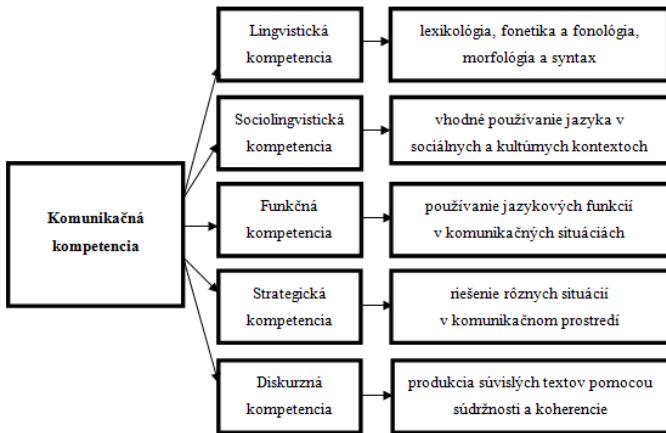 Komunikačná
kompetencia
Lingvistická
kompetencia
lexikológia, fonetika a fonológia,
morfológia a syntax
Sociolingvistická
kompetencia
vhodné používanie jazyka v
sociálnych a kultúrnych kontextoch
Funkčná
kompetencia
používanie jazykových funkcií
v komunikačných situáciách
Strategická
kompetencia
riešenie rôznych situácií
v komunikačnom prostredí
Diskurzná
kompetencia
produkcia súvislých textov pomocou
súdržnosti a koherencie